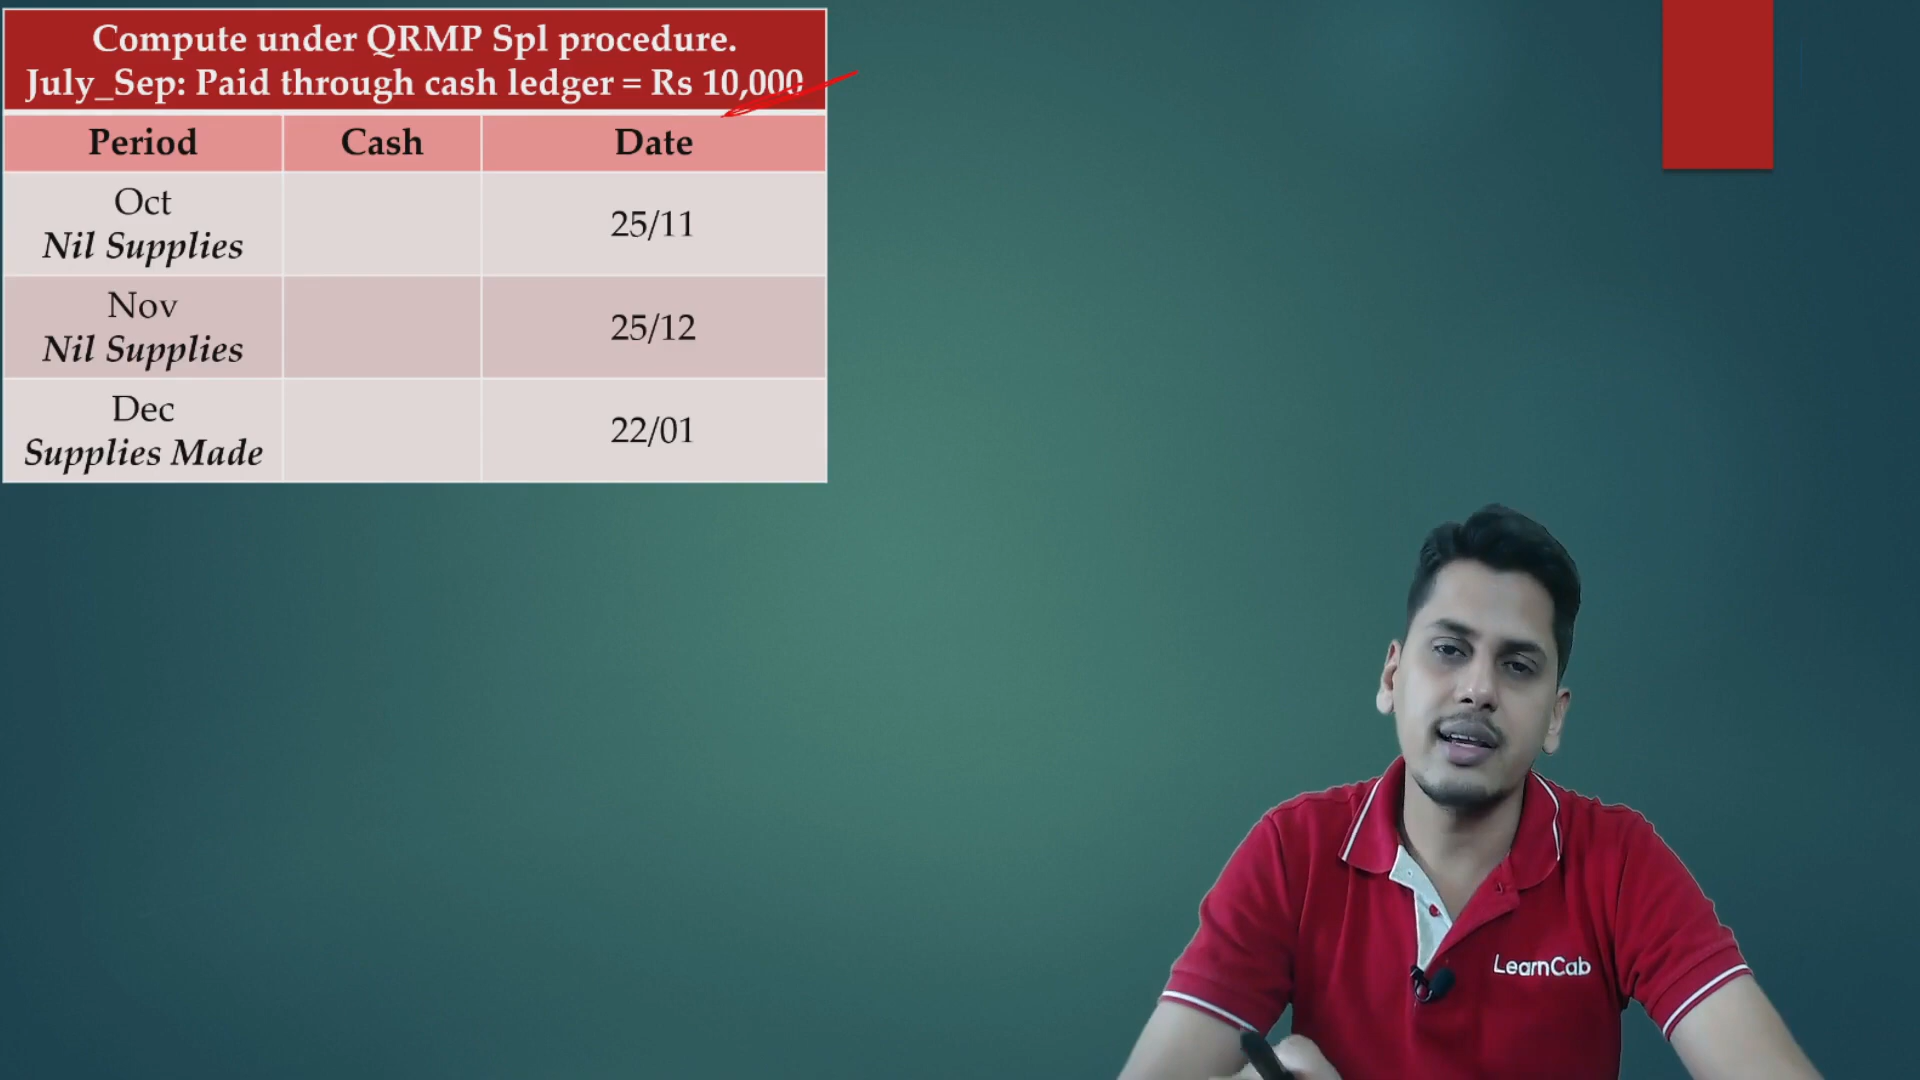 Compute under QRMP Spl procedure.
July_Sep: Paid through cash ledger = Rs 10,000
Period Cash Date
Oct
Nil Supplies
25/11
Nov
Nil Supplies
25/12
Dec
Supplies Made
22/01
LearnCab